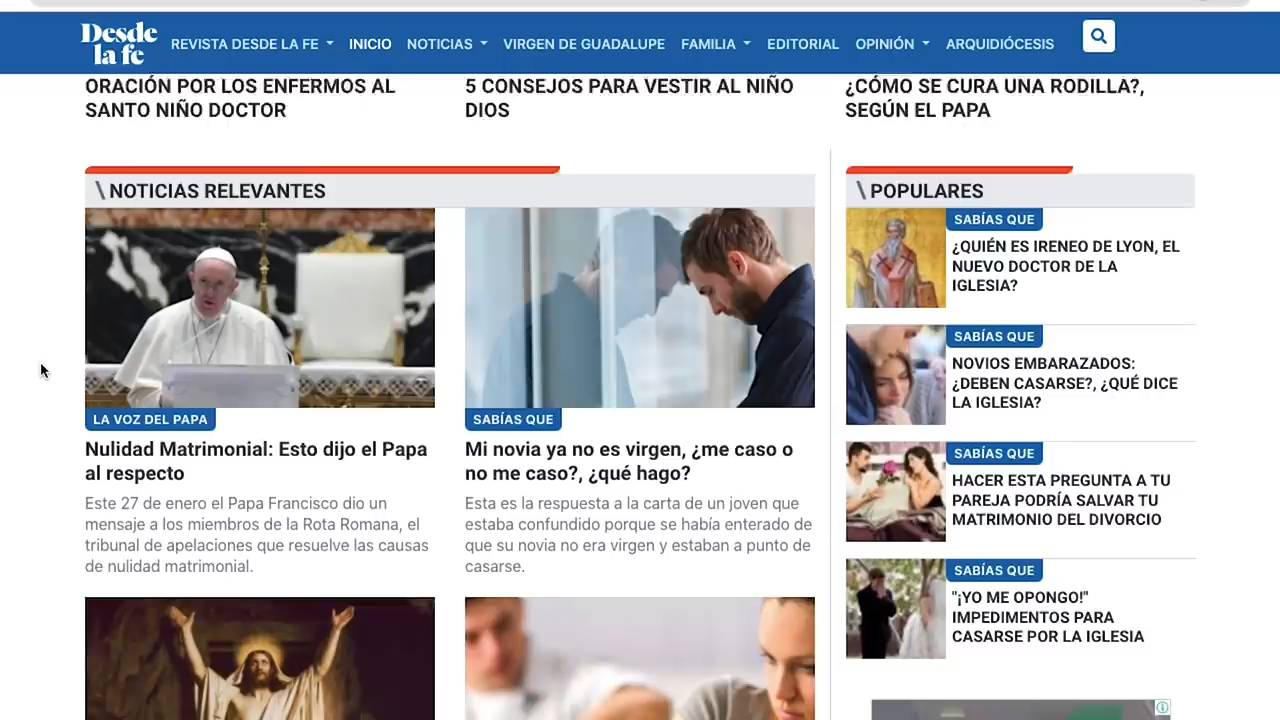 Desde
la fe
REVISTA DESDE LA FE INICIO NOTICIAS VIRGEN DE GUADALUPE FAMILIA EDITORIAL OPINIÓN ARQUIDIÓCESIS
ORACIÓN POR LOS ENFERMOS AL
SANTO NIÑO DOCTOR
5 CONSEJOS PARA VESTIR AL NIÑO
DIOS
¿CÓMO SE CURA UNA RODILLA?,
SEGÚN EL PAPA
\ NOTICIAS RELEVANTES
LA VOZ DEL PAPA
Nulidad Matrimonial: Esto dijo el Papa
al respecto
Este 27 de enero el Papa Francisco dio un
mensaje a los miembros de la Rota Romana, el
tribunal de apelaciones que resuelve las causas
de nulidad matrimonial.
SABÍAS QUE
Mi novia ya no es virgen, ¿me caso o
no me caso?, ¿qué hago?
Esta es la respuesta a la carta de un joven que
estaba confundido porque se había enterado de
que su novia no era virgen y estaban a punto de
casarse.
\ POPULARES
SABÍAS QUE
¿QUIÉN ES IRENEO DE LYON, EL
NUEVO DOCTOR DE LA
IGLESIA?
SABÍAS QUE
NOVIOS EMBARAZADOS:
¿DEBEN CASARSE?, ¿QUÉ DICE
LA IGLESIA?
SABÍAS QUE
HACER ESTA PREGUNTA A TU
PAREJA PODRÍA SALVAR TU
MATRIMONIO DEL DIVORCIO
SABÍAS QUE
"¡YO ME OPONGO!"
IMPEDIMENTOS PARA
CASARSE POR LA IGLESIA